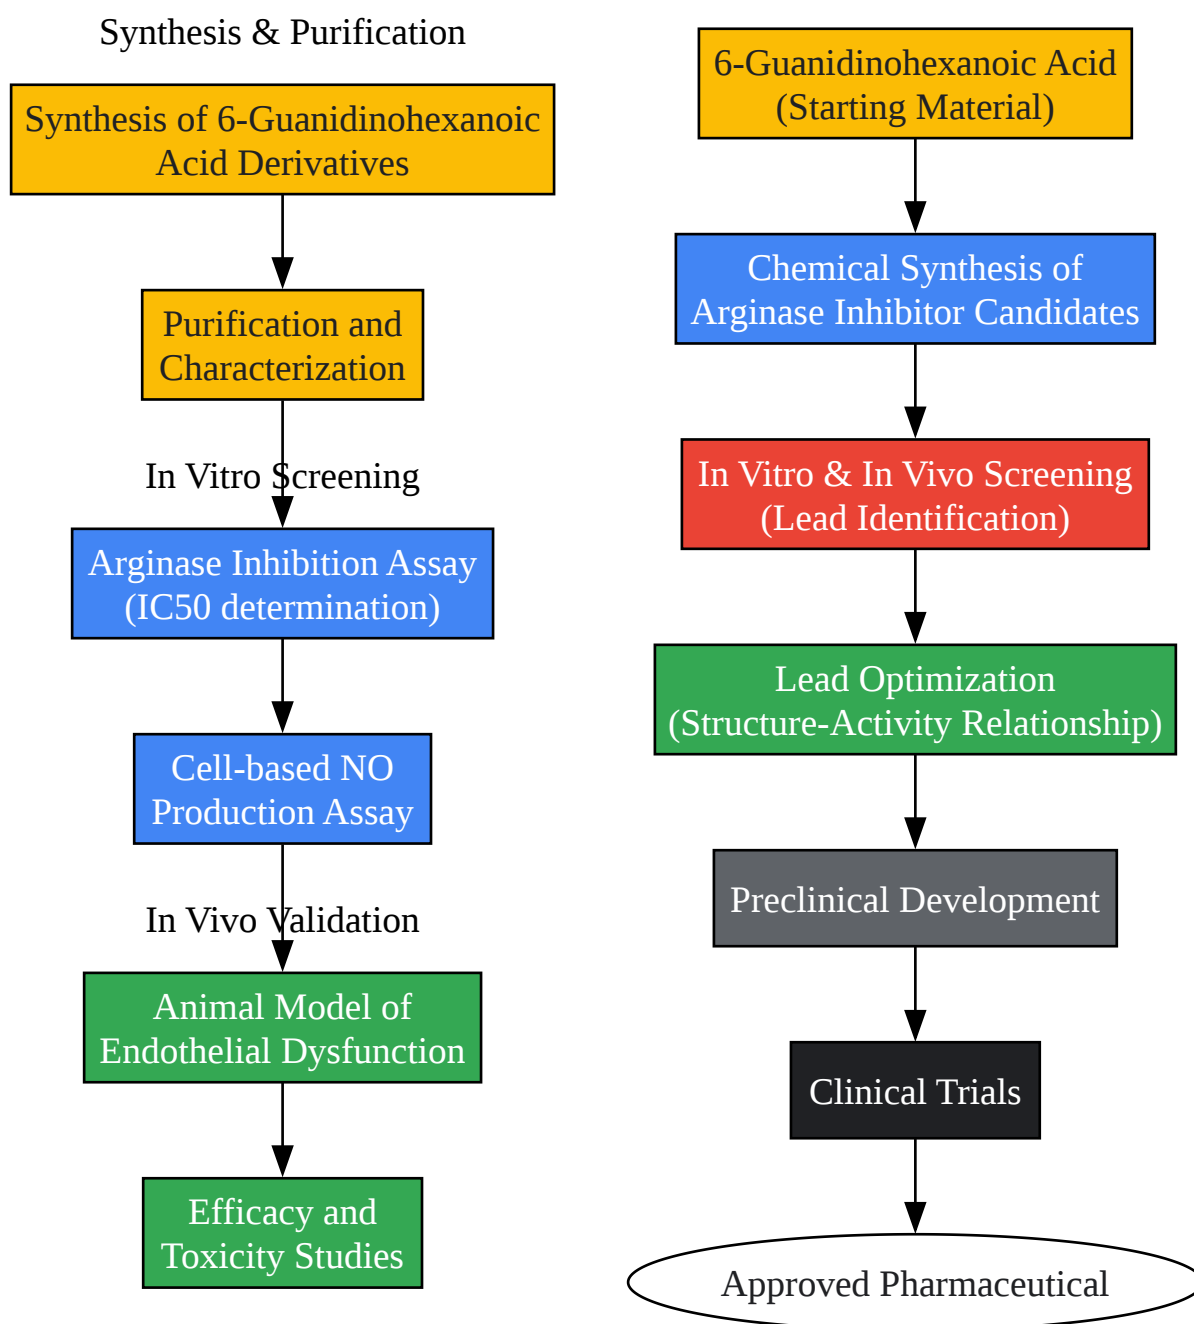 Synthesis & Purification
Synthesis of 6-Guanidinohexanoic
Acid Derivatives
Purification and
Characterization
In Vitro Screening
Arginase Inhibition Assay
(IC50 determination)
Cell-based NO
Production Assay
In Vivo Validation
Animal Model of
Endothelial Dysfunction
Efficacy and
Toxicity Studies
6-Guanidinohexanoic Acid
(Starting Material)
Chemical Synthesis of
Arginase Inhibitor Candidates
In Vitro & In Vivo Screening
(Lead Identification)
Lead Optimization
(Structure-Activity Relationship)
Preclinical Development
Clinical Trials
Approved Pharmaceutical